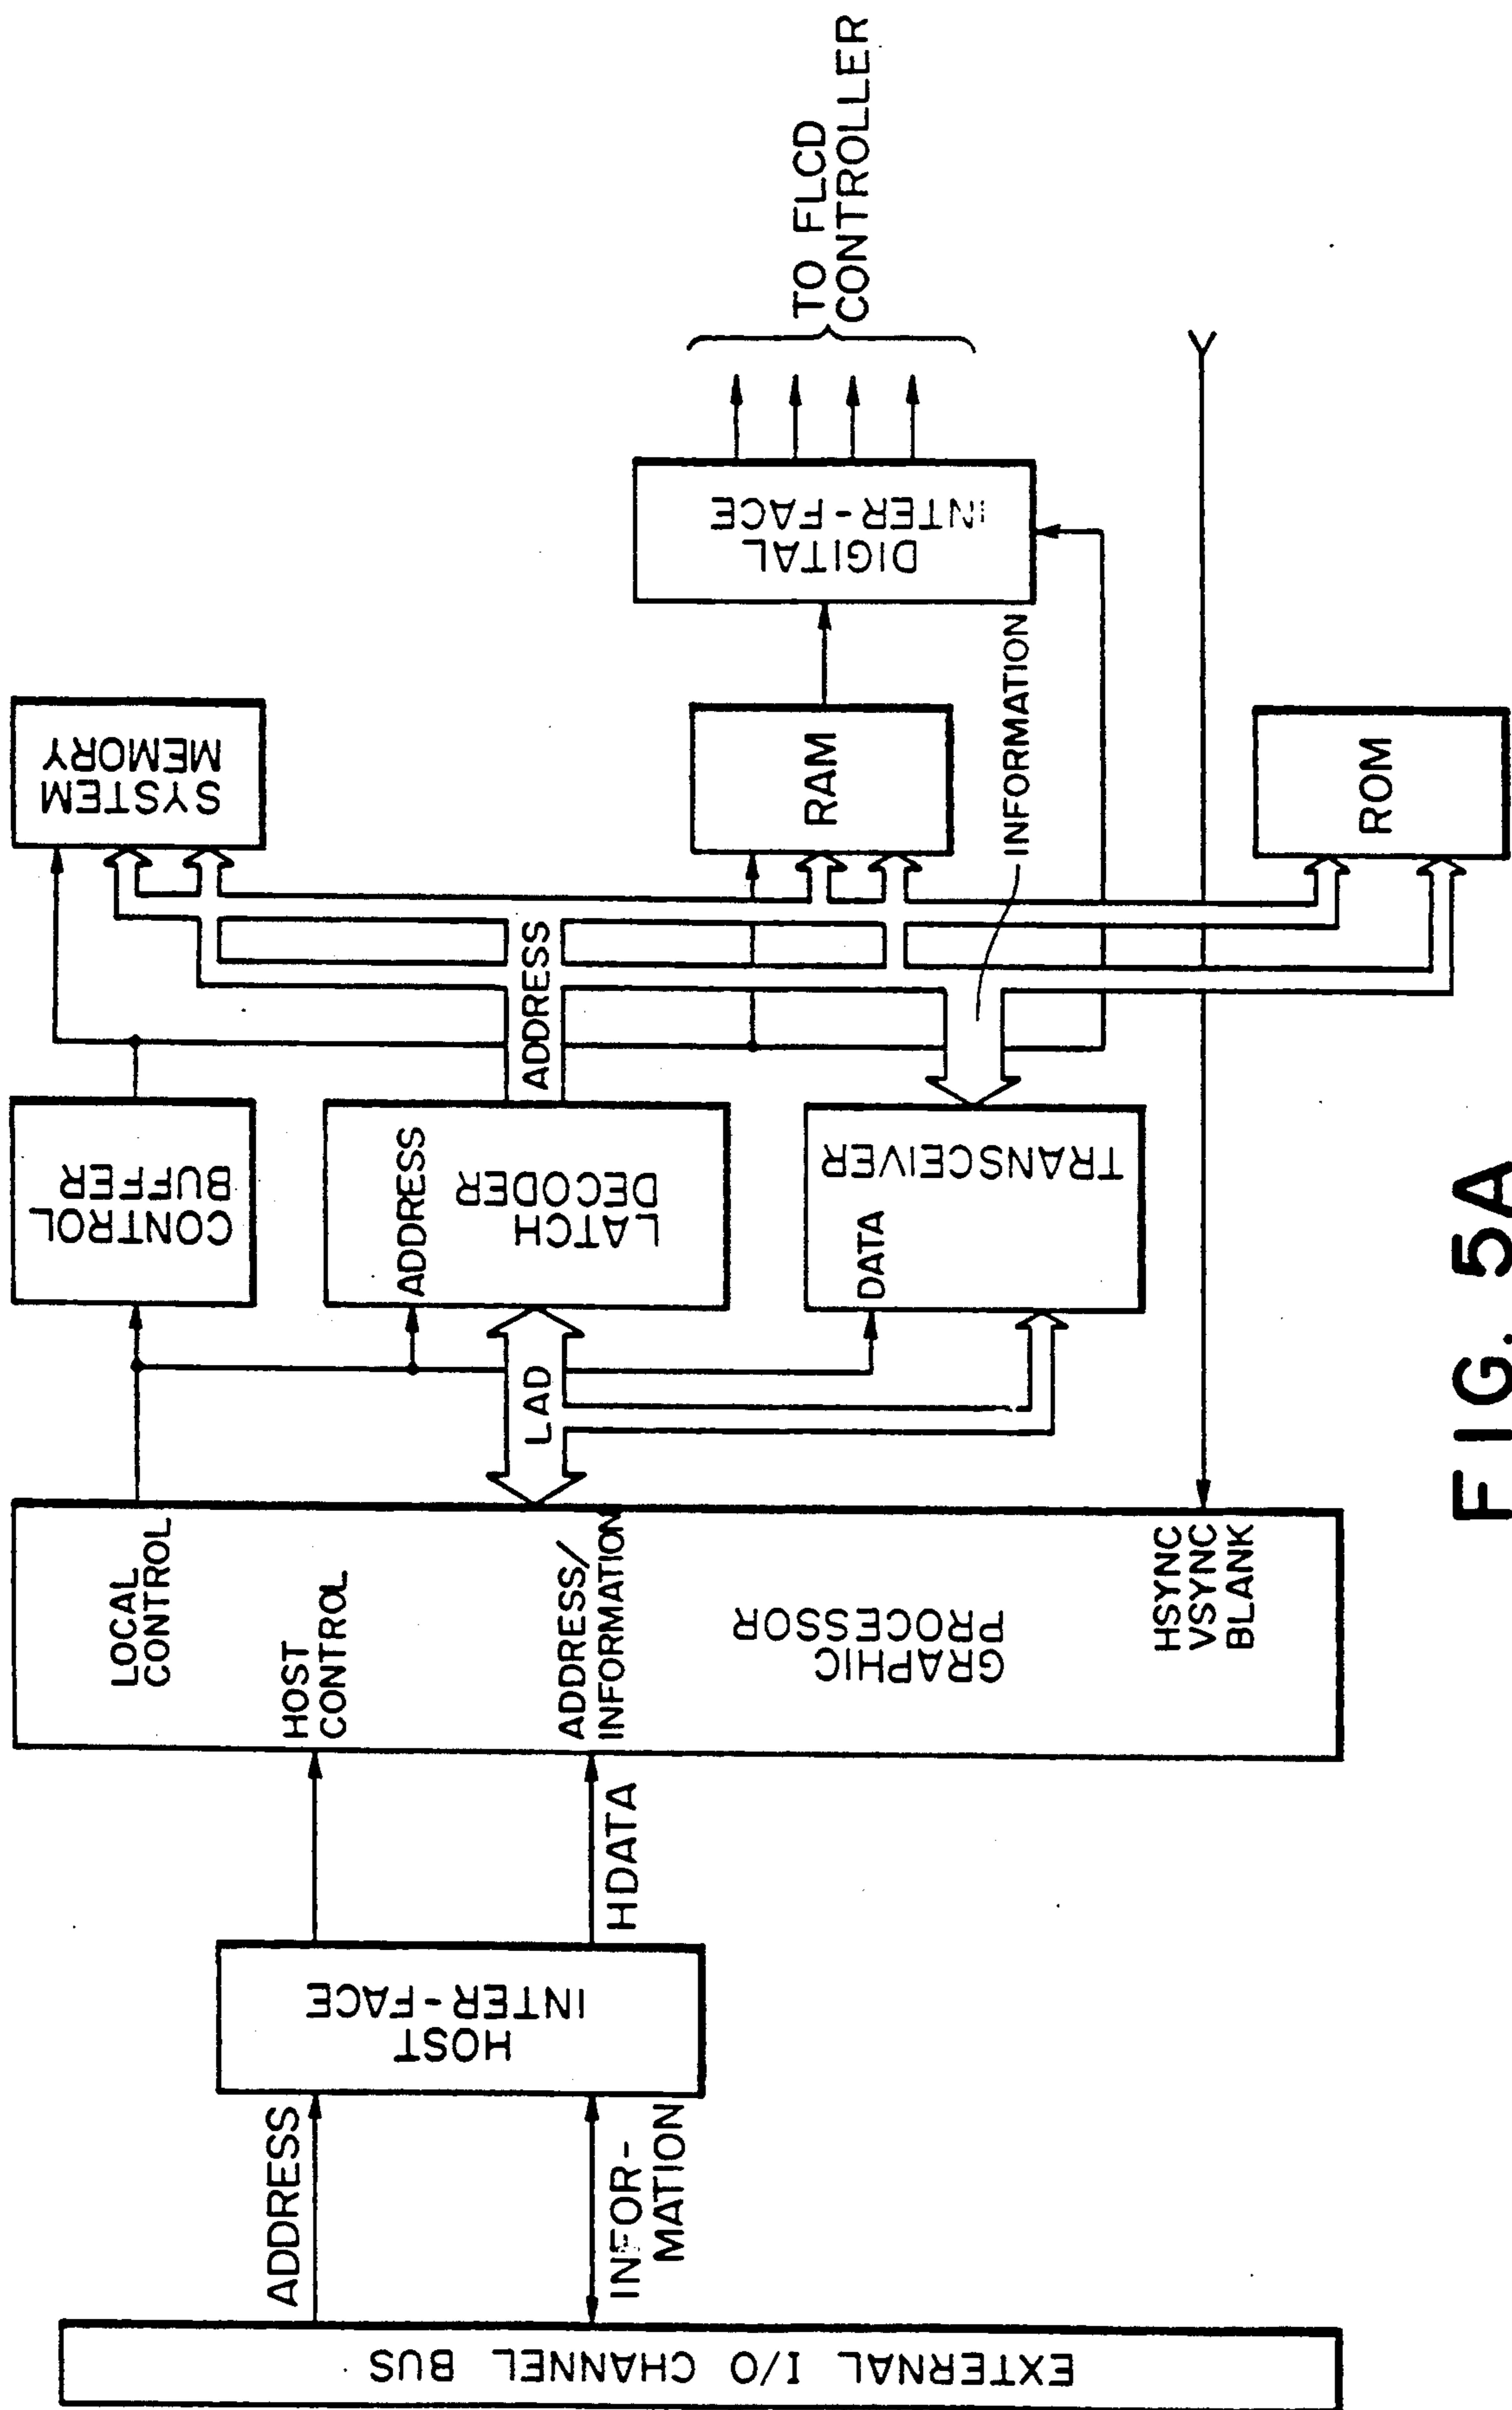 EXTERNAL I/O CHANNEL BUS
ADDRESS
INFOR-
MATION
HOST
INTER-FACE
HDATA
LOCAL
CONTROL
HOST
CONTROL
ADDRESS/
INFORMATION
GRAPHIC
PROCESSOR
HSYNC
VSYNC
BLANK
LAD
CONTROL
BUFFER
ADDRESS
LATCH
DECODER
DATA
TRANSCEIVER
ADDRESS
INFORMATION
SYSTEM
MEMORY
RAM
ROM
DIGITAL
INTER-FACE
TO FLCD
CONTROLLER
FIG. 5A